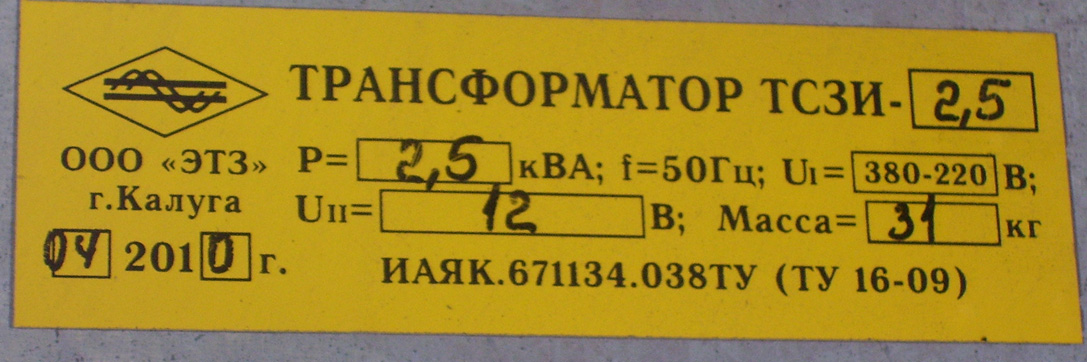 ТРАНСФОРМАТОР ТСЗИ-2,5
ООО «ЭТЗ»
г.Калуга
04 2010 г.
P= 2,5 кВА; f=50Гц; UI= 380-220 В;
UII= 12 В; Масса= 31 кг
ИАЯК.671134.038ТУ (ТУ 16-09)